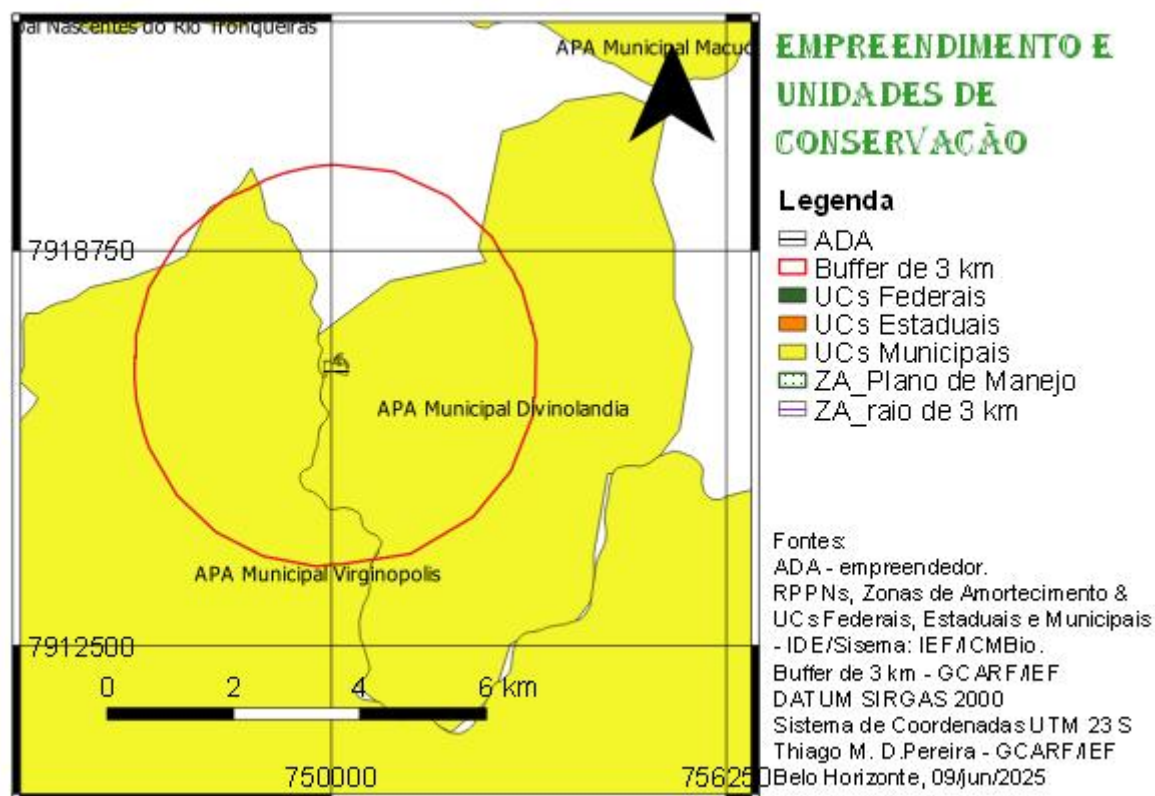 Nascentes do Rio Tronqueiras
APA Municipal
7918750
APA Municipal Divinolandia
APA Municipal Virginopolis
7912500
0 2 4 6 km
750000 756250
EMPREENDIMENTO E
UNIDADES DE
CONSERVAÇÃO
Legenda
ADA
Buffer de 3 km
UCs Federais
UCs Estaduais
UCs Municipais
ZA_Plano de Manejo
ZA_raio de 3 km
Fontes:
ADA - empreendedor.
RPPNs, Zonas de Amortecimento &
UCs Federais, Estaduais e Municipais
- IDE/Sisema: IEF/ICMBio.
Buffer de 3 km - GCARF/IEF
DATUM SIRGAS 2000
Sistema de Coordenadas UTM 23 S
Thiago M. D.Pereira - GCARF/IEF
Belo Horizonte, 09/jun/2025